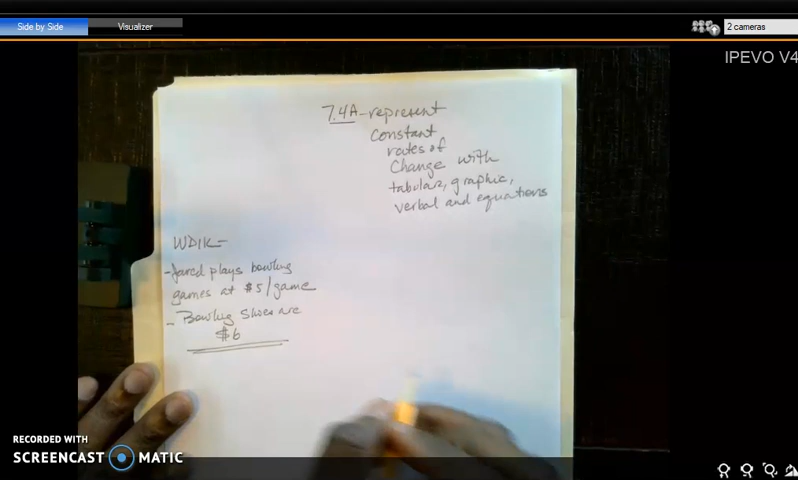 Side by Side
Visualizer
2 cameras
IPEVO V4
7.4A-represent
constant
rates of
change with
tabular, graphic,
verbal and equations
WDIK-
-Jared plays bowling
games at $5/game
- Bowling shoes are
$6
RECORDED WITH
SCREENCAST MATIC